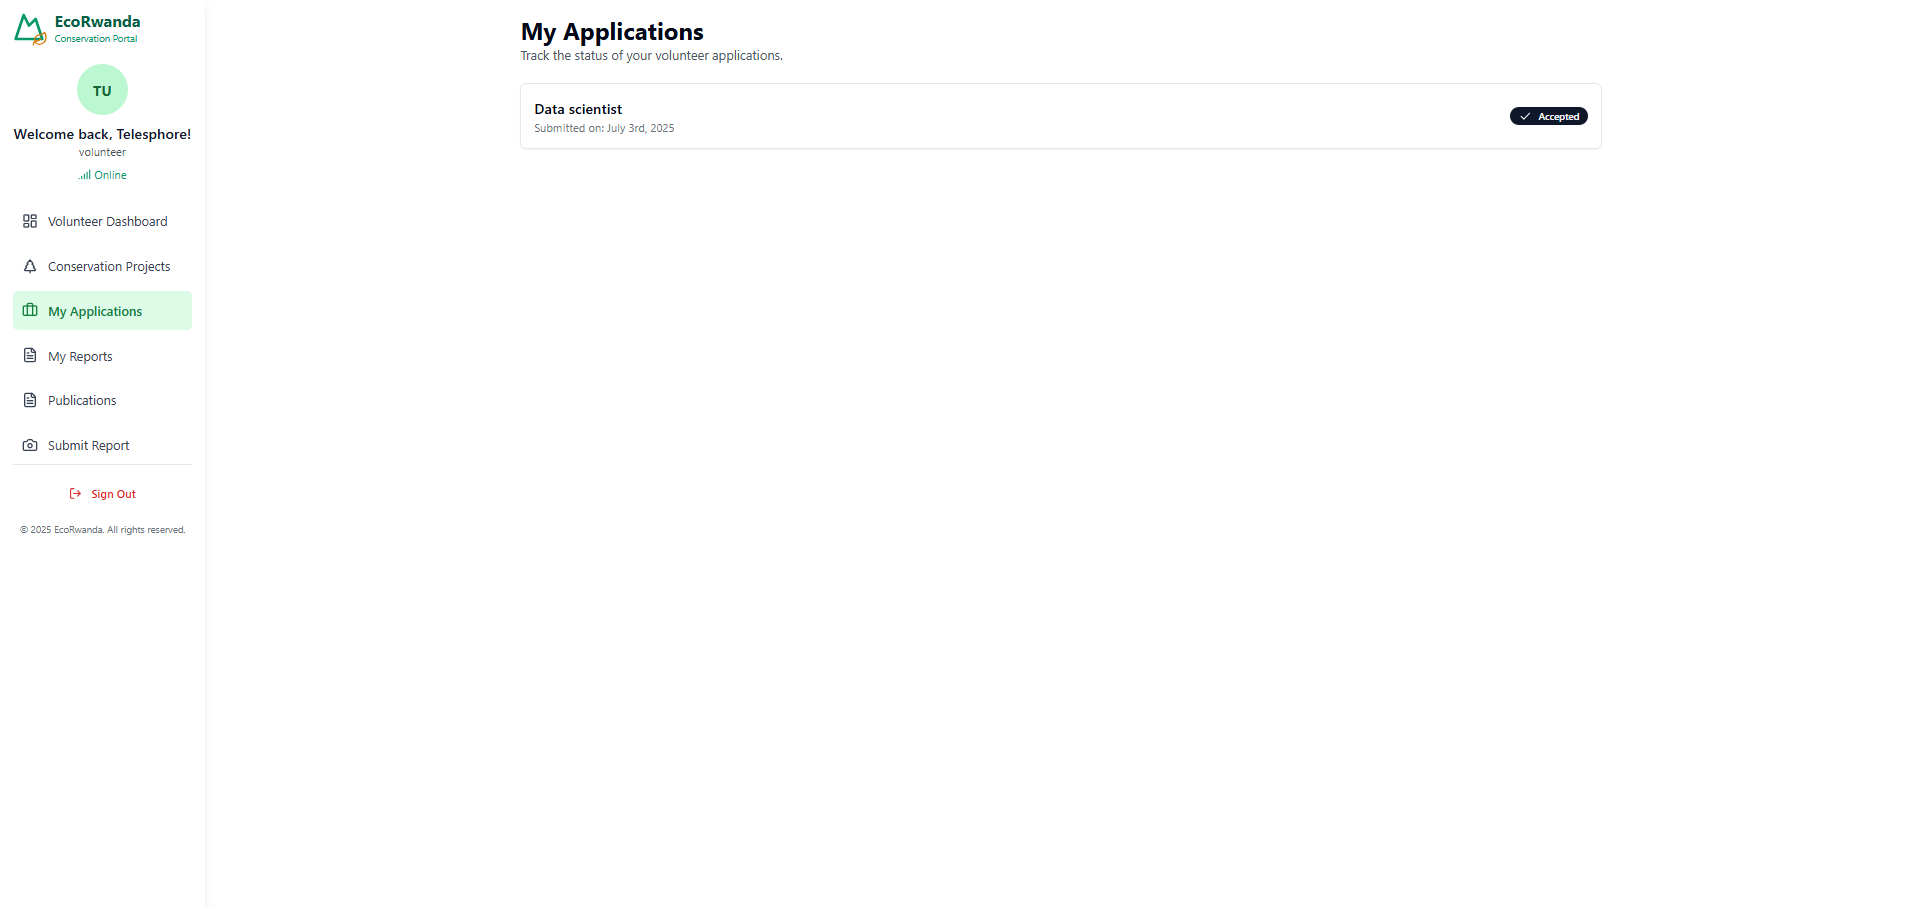 EcoRwanda
Conservation Portal
TU
Welcome back, Telesphore!
volunteer
Online
Volunteer Dashboard
Conservation Projects
My Applications
My Reports
Publications
Submit Report
Sign Out
© 2025 EcoRwanda. All rights reserved.
My Applications
Track the status of your volunteer applications.
Data scientist
Submitted on: July 3rd, 2025
Accepted